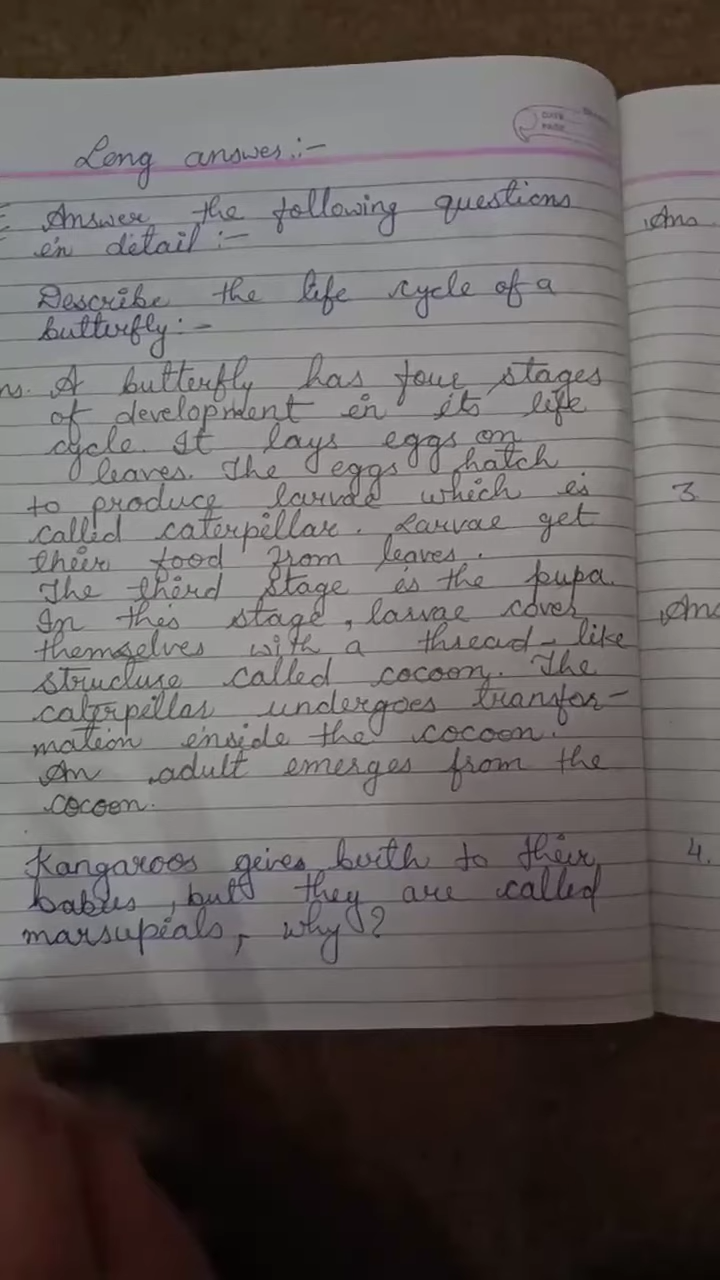 DATE
PAGE
Long answer:-
Answer the following questions
in detail :-
Describe the life cycle of a
butterfly:-
ns. A butterfly has four stages
of development in its life
cycle. It lays eggs on
leaves. The eggs hatch
to produce larvae which is
called caterpillar. Larvae get
their food from leaves.
The third stage is the pupa.
In this stage, larvae cover
themselves with a thread-like
structure called cocoon. The
caterpillar undergoes transfor-
mation inside the cocoon.
An adult emerges from the
cocoon.
Kangaroos gives birth to their
babies, but they are called
marsupials, why?
Ans
3
Ans
4.